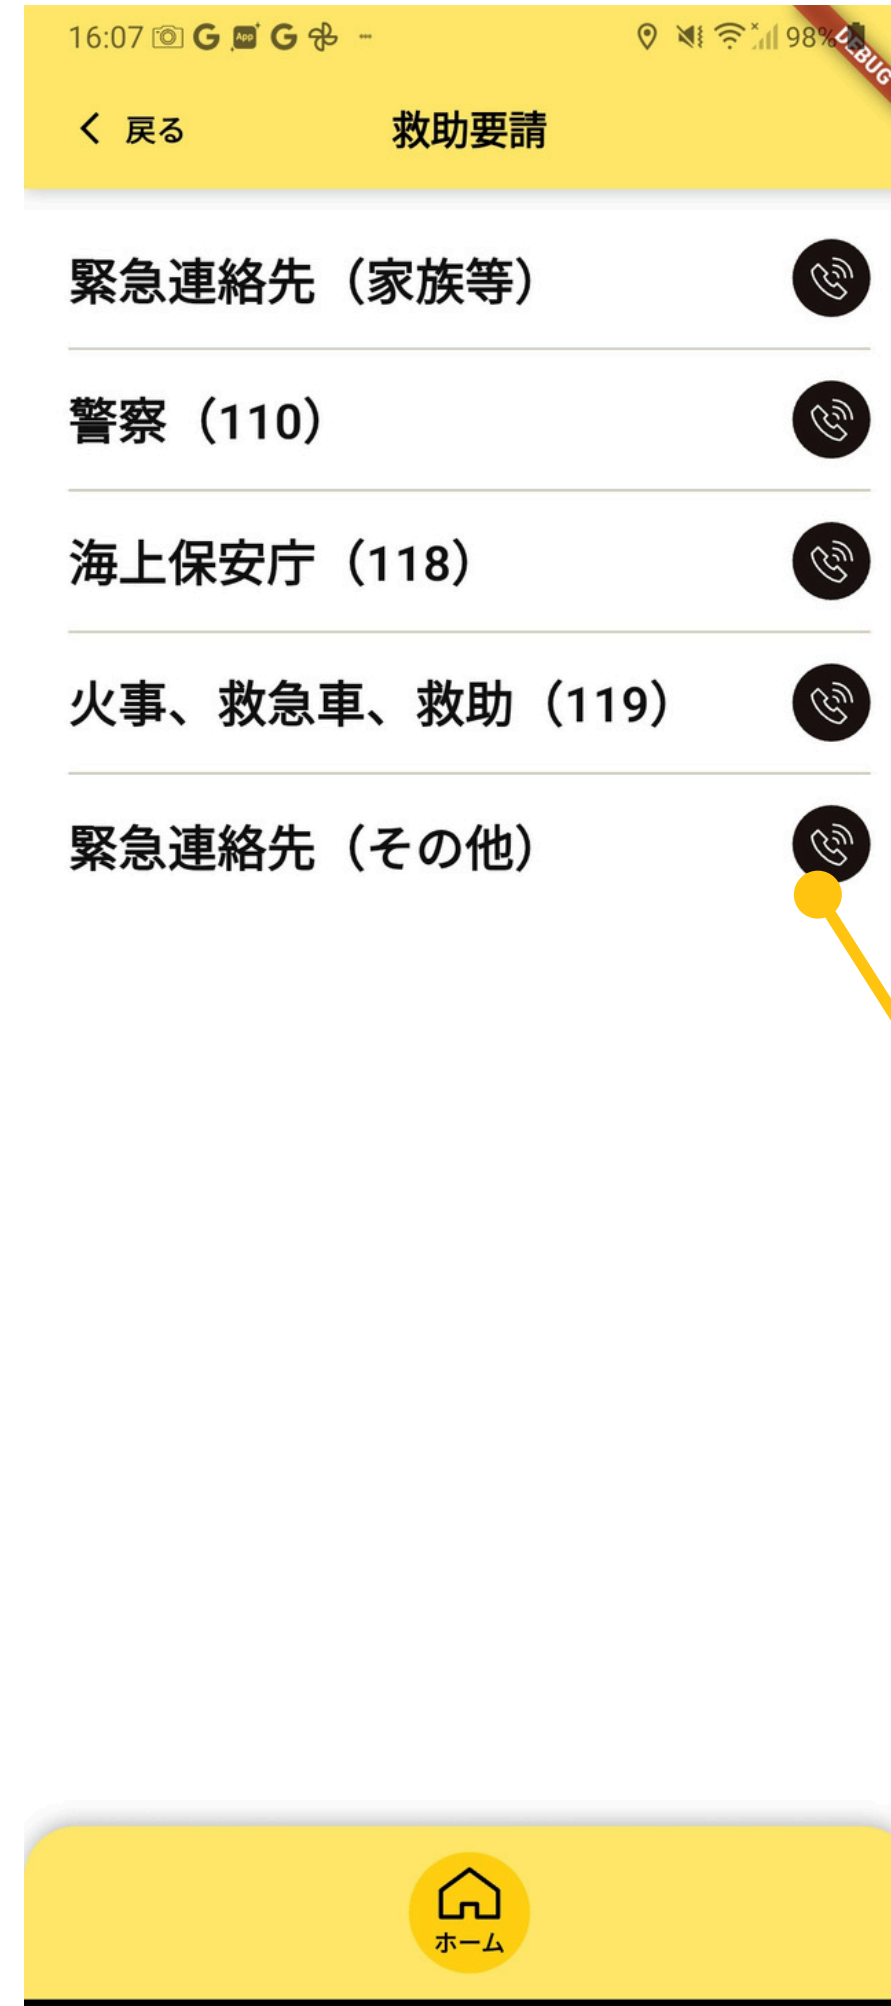 16:07 98%
DEBUG
戻る 救助要請
緊急連絡先（家族等）
警察（110）
海上保安庁（118）
火事、救急車、救助（119）
緊急連絡先（その他）
ホーム